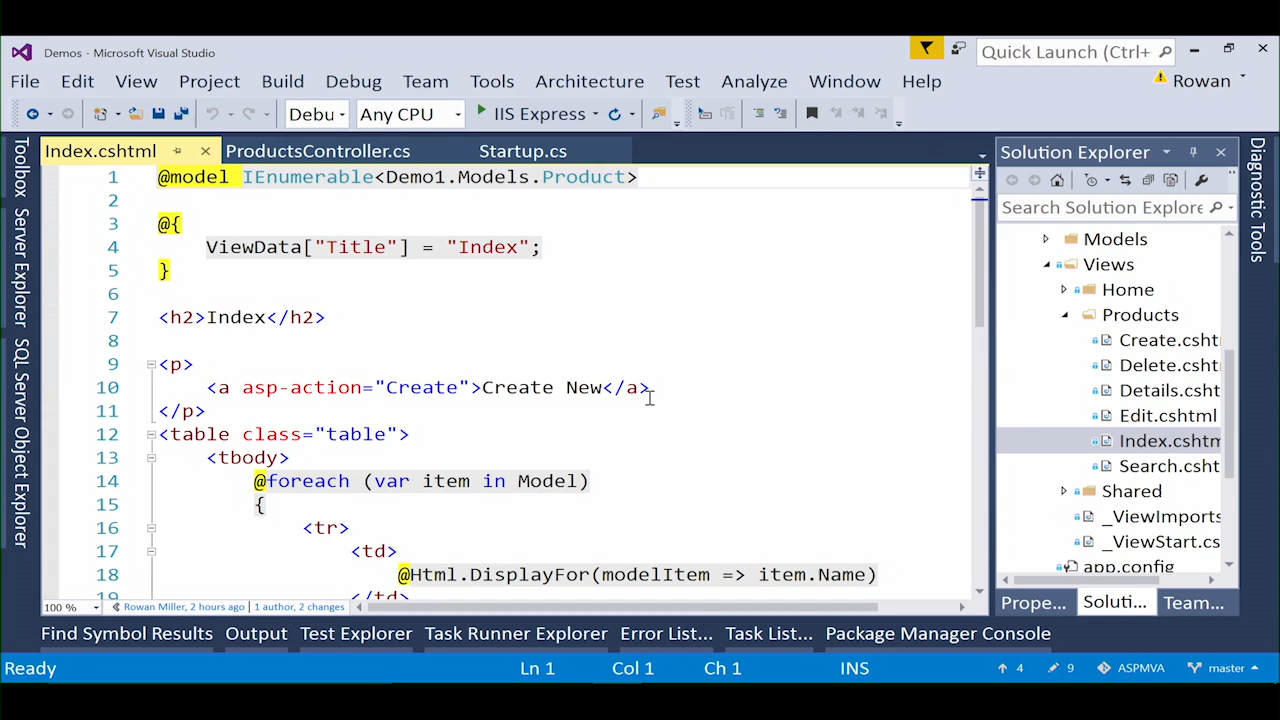 Demos - Microsoft Visual Studio
Quick Launch (Ctrl+
File Edit View Project Build Debug Team Tools Architecture Test Analyze Window Help
Rowan
Debu Any CPU IIS Express
Toolbox
Server Explorer
SQL Server Object Explorer
Index.cshtml ProductsController.cs Startup.cs
1 @model IEnumerable<Demo1.Models.Product>
2
3 @{
4 ViewData["Title"] = "Index";
5 }
6
7 <h2>Index</h2>
8
9 <p>
10 <a asp-action="Create">Create New</a>
11 </p>
12 <table class="table">
13 <tbody>
14 @foreach (var item in Model)
15 {
16 <tr>
17 <td>
18 @Html.DisplayFor(modelItem => item.Name)
19 </td>
100 % Rowan Miller, 2 hours ago | 1 author, 2 changes
Solution Explorer
Search Solution Explore
Models
Views
Home
Products
Create.csht
Delete.csht
Details.csht
Edit.cshtml
Index.cshtm
Search.csht
Shared
_ViewImports
_ViewStart.cs
app.config
Prope... Soluti... Team...
Diagnostic Tools
Find Symbol Results Output Test Explorer Task Runner Explorer Error List... Task List... Package Manager Console
Ready Ln 1 Col 1 Ch 1 INS 4 9 ASPMVA master